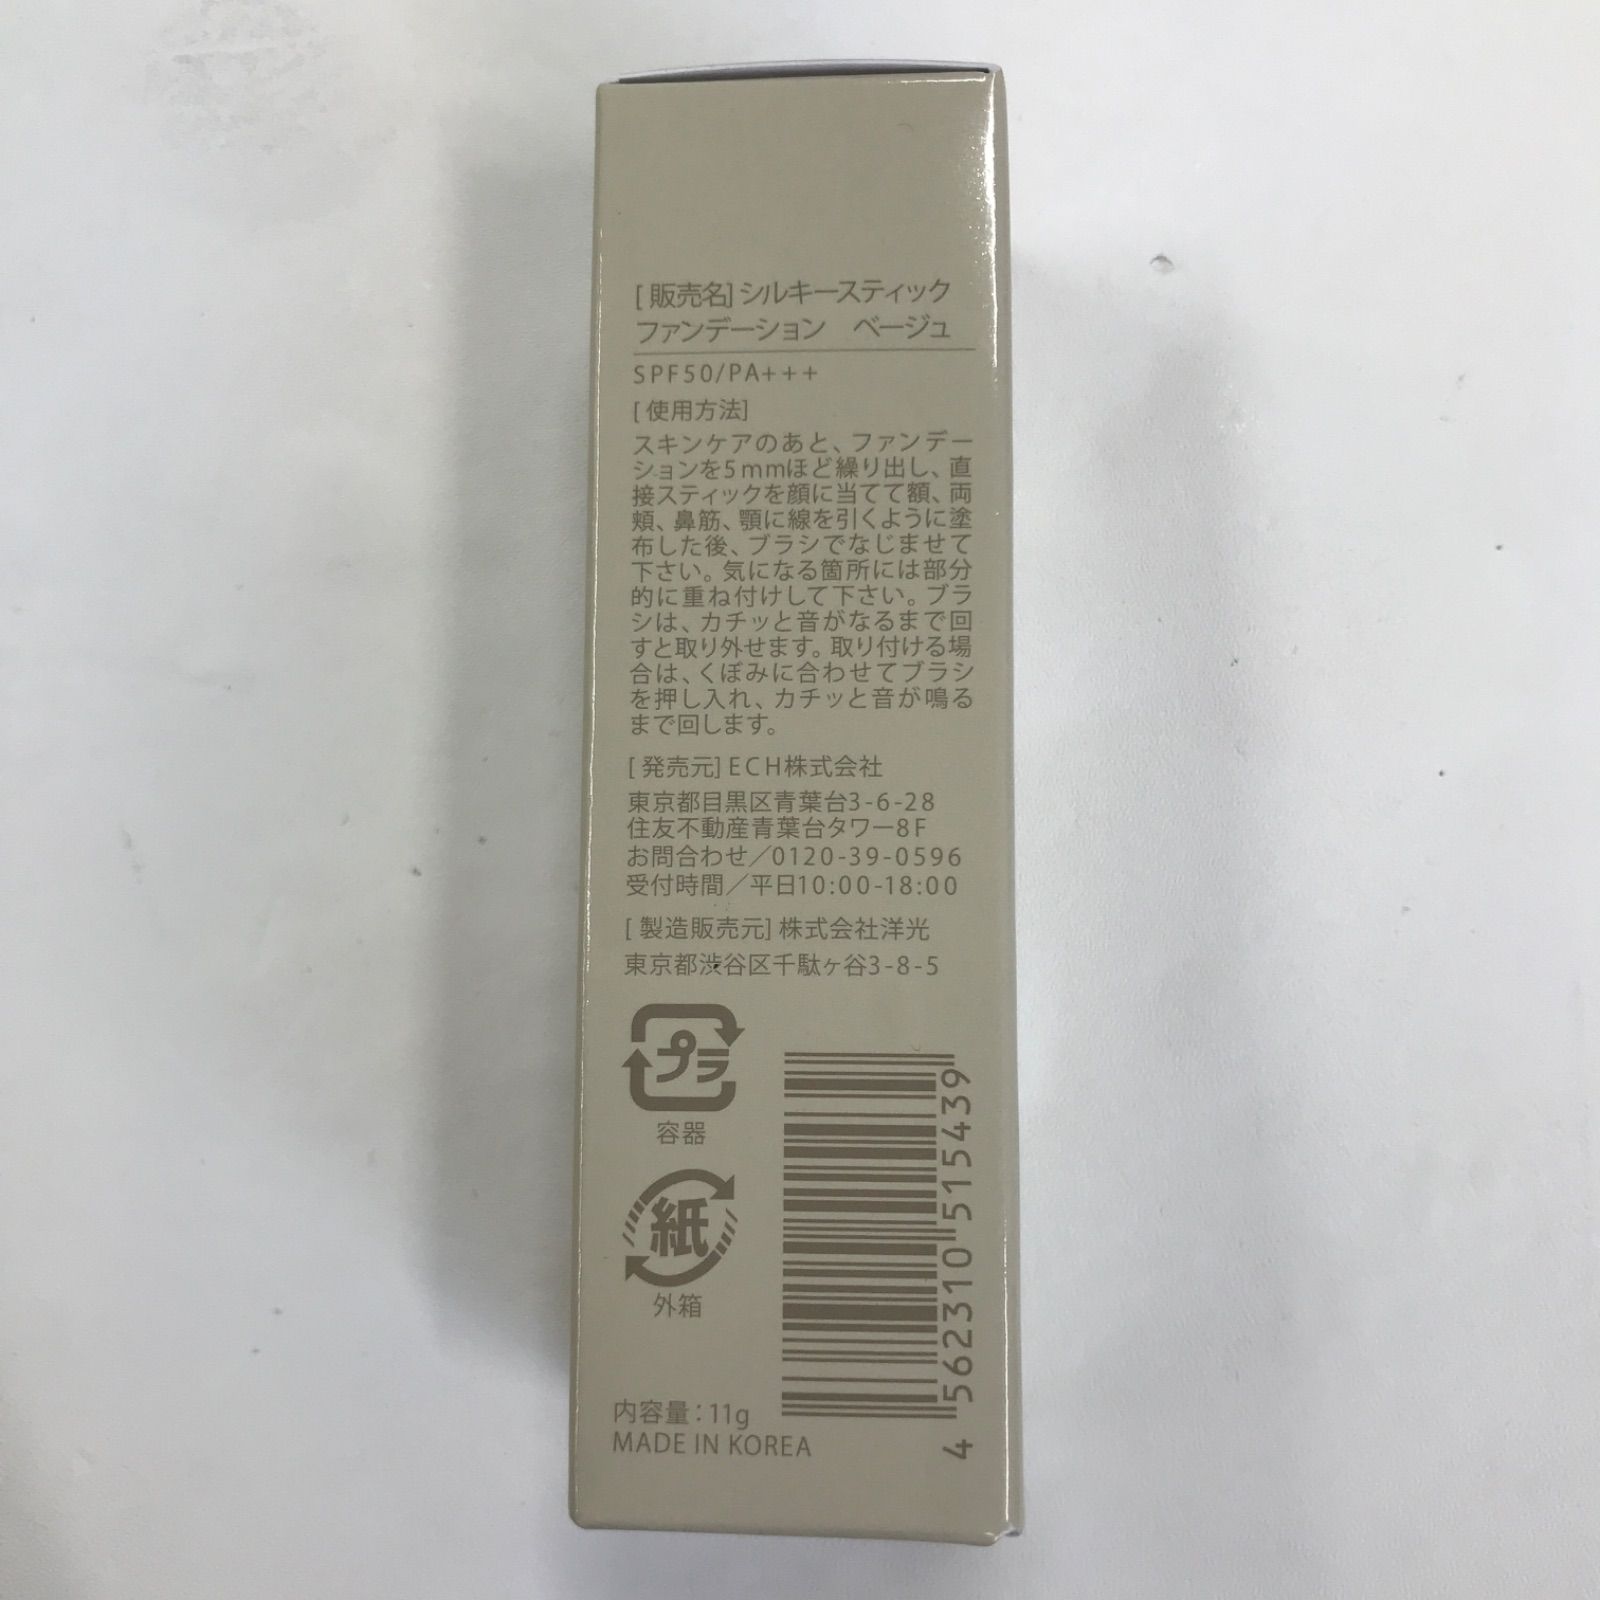 [販売名]シルキースティック
ファンデーション ベージュ
SPF50/PA+++
[使用方法]
スキンケアのあと、ファンデー
ションを5mmほど繰り出し、直
接スティックを顔に当てて額、両
頬、鼻筋、顎に線を引くように塗
布した後、ブラシでなじませて
下さい。気になる箇所には部分
的に重ね付けして下さい。ブラ
シは、カチッと音がなるまで回
すと取り外せます。取り付ける場
合は、くぼみに合わせてブラシ
を押し入れ、カチッと音が鳴る
まで回します。
[発売元]ECH株式会社
東京都目黒区青葉台3-6-28
住友不動産青葉台タワー8F
お問合わせ/0120-39-0596
受付時間/平日10:00-18:00
[製造販売元]株式会社洋光
東京都渋谷区千駄ヶ谷3-8-5
プラ
容器
紙
外箱
4 562310 515439
内容量：11g
MADE IN KOREA